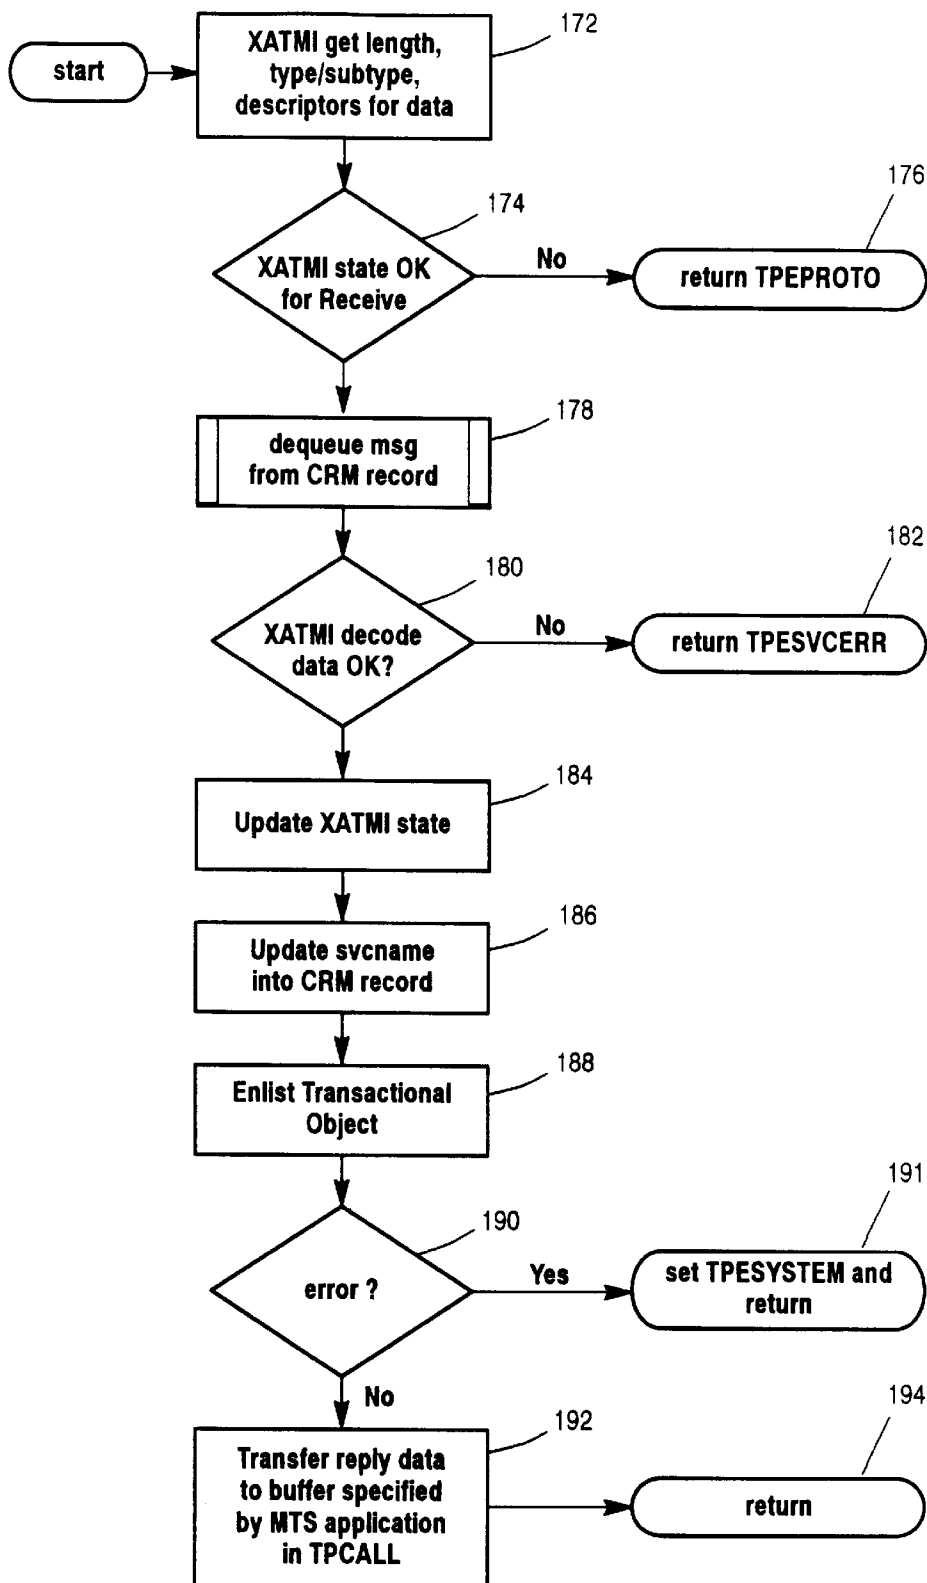 start
XATMI get length,
type/subtype,
descriptors for data
172
XATMI state OK
for Receive
174
No
return TPEPROTO
176
dequeue msg
from CRM record
178
XATMI decode
data OK?
180
No
return TPESVCERR
182
Update XATMI state
184
Update svcname
into CRM record
186
Enlist Transactional
Object
188
error ?
190
Yes
set TPESYSTEM and
return
191
No
Transfer reply data
to buffer specified
by MTS application
in TPCALL
192
return
194